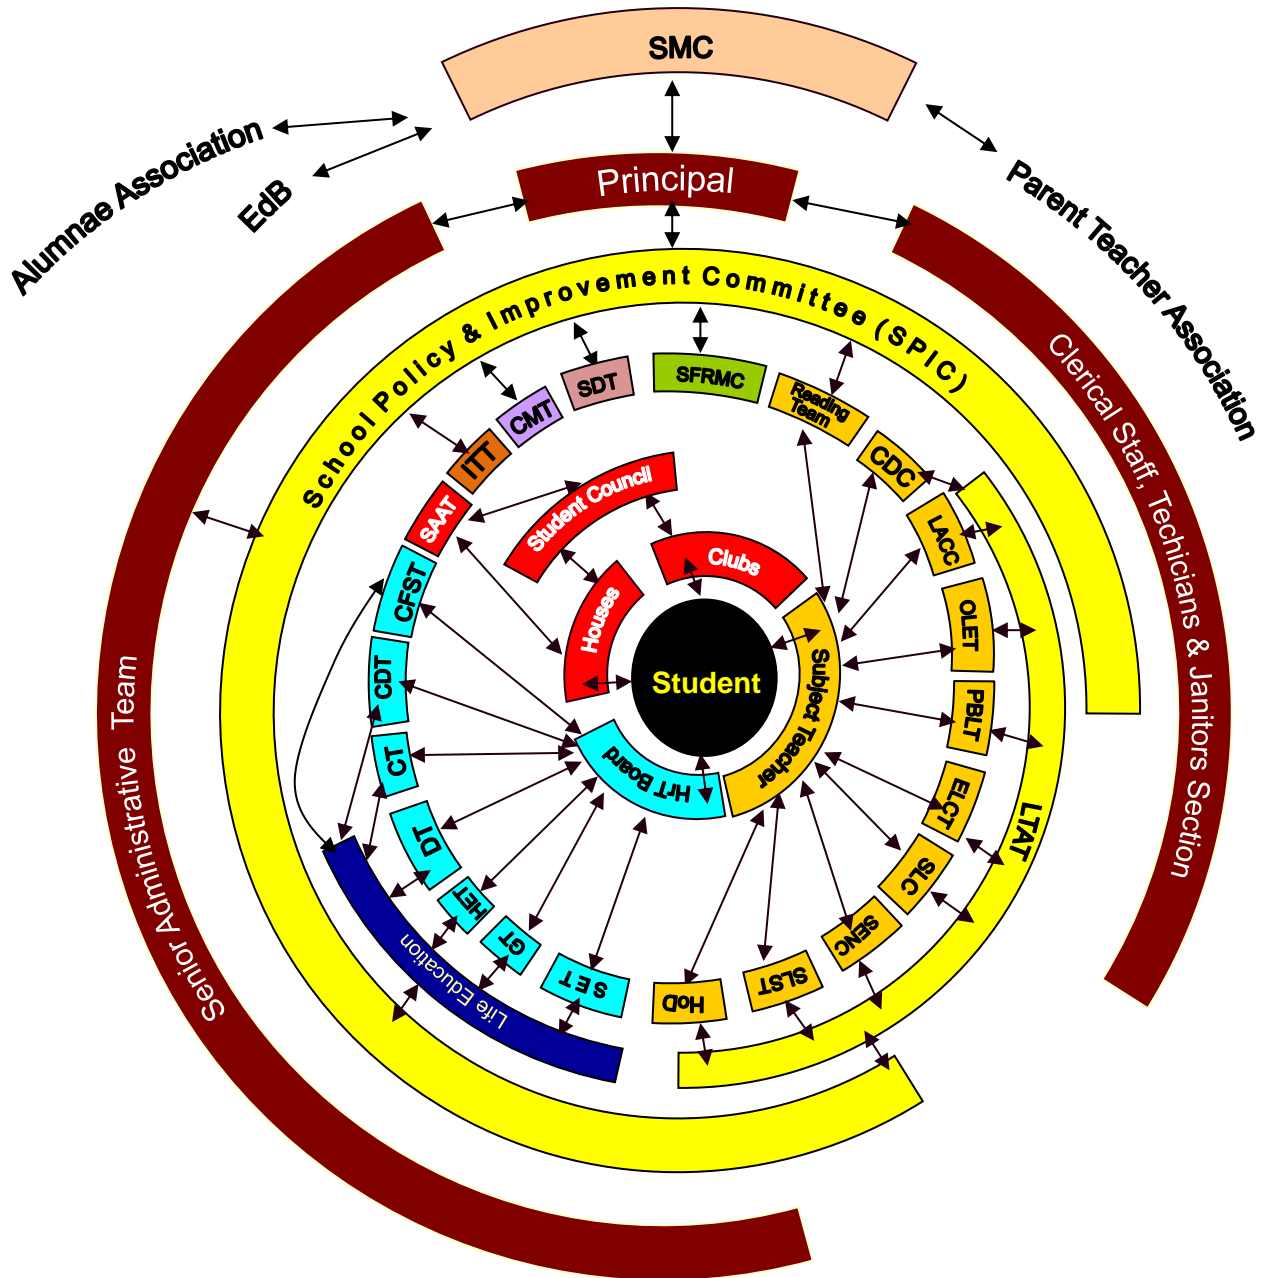 SMC
Alumnae Association
EdB
Principal
Parent Teacher Association
School Policy & Improvement Committee (SPIC)
Clerical Staff, Techicians & Janitors Section
Senior Administrative Team
SFRMC
SDT
CMT
ITT
SAAT
CFST
CDT
CT
DT
HET
GT
SET
Life Education
Reading
Team
CDC
LACC
OLET
PBLT
ELCT
SLC
SENC
SLST
HoD
LTAT
Student Council
Clubs
Houses
Student
Subject Teacher
HrT Board